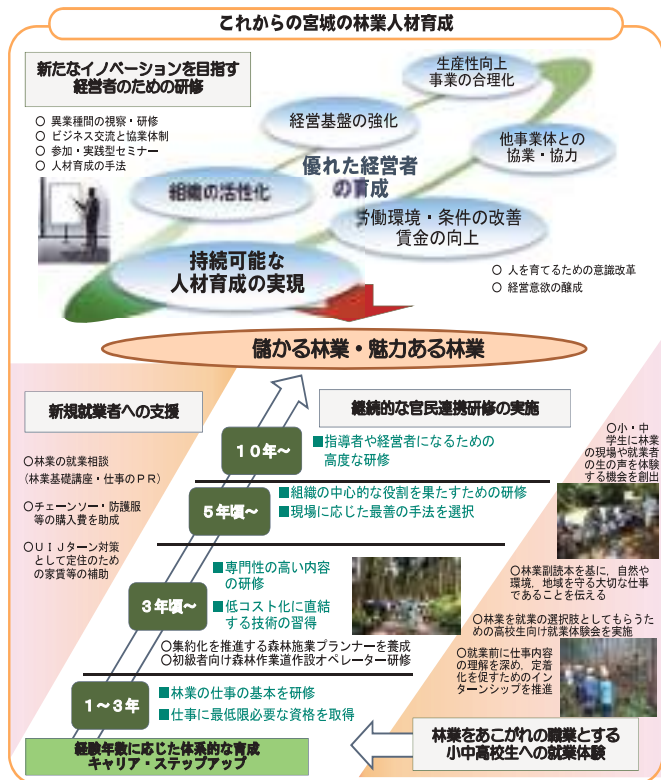 これからの宮城の林業人材育成
新たなイノベーションを目指す
経営者のための研修
○ 異業種間の視察・研修
○ ビジネス交流と協業体制
○ 参加・実践型セミナー
○ 人材育成の手法
生産性向上
事業の合理化
経営基盤の強化
他事業体との
協業・協力
優れた経営者
の育成
組織の活性化
労働環境・条件の改善
賃金の向上
持続可能な
人材育成の実現
○ 人を育てるための意識改革
○ 経営意欲の醸成
儲かる林業・魅力ある林業
新規就業者への支援
○林業の就業相談
(林業基礎講座・仕事のPR)
○チェーンソー・防護服
等の購入費を助成
○UIJターン対策
として定住のため
の家賃等の補助
継続的な官民連携研修の実施
10年~
■指導者や経営者になるための
高度な研修
5年頃~
■組織の中心的な役割を果たすための研修
■現場に応じた最善の手法を選択
3年頃~
■専門性の高い内容
の研修
■低コスト化に直結
する技術の習得
○集約化を推進する森林施業プランナーを養成
○初級者向け森林作業道作設オペレーター研修
1~3年
■林業の仕事の基本を研修
■仕事に最低限必要な資格を取得
経験年数に応じた体系的な育成
キャリア・ステップアップ
○小・中
学生に林業
の現場や就業者
の生の声を体験
する機会を創出
○林業副読本を基に,自然や
環境,地域を守る大切な仕事
であることを伝える
○林業を就業の選択肢としてもらうた
めの高校生向け就業体験会を実施
○就業前に仕事内容
の理解を深め,定着
化を促すためのイ
ンターンシップを推進
林業をあこがれの職業とする
小中高校生への就業体験